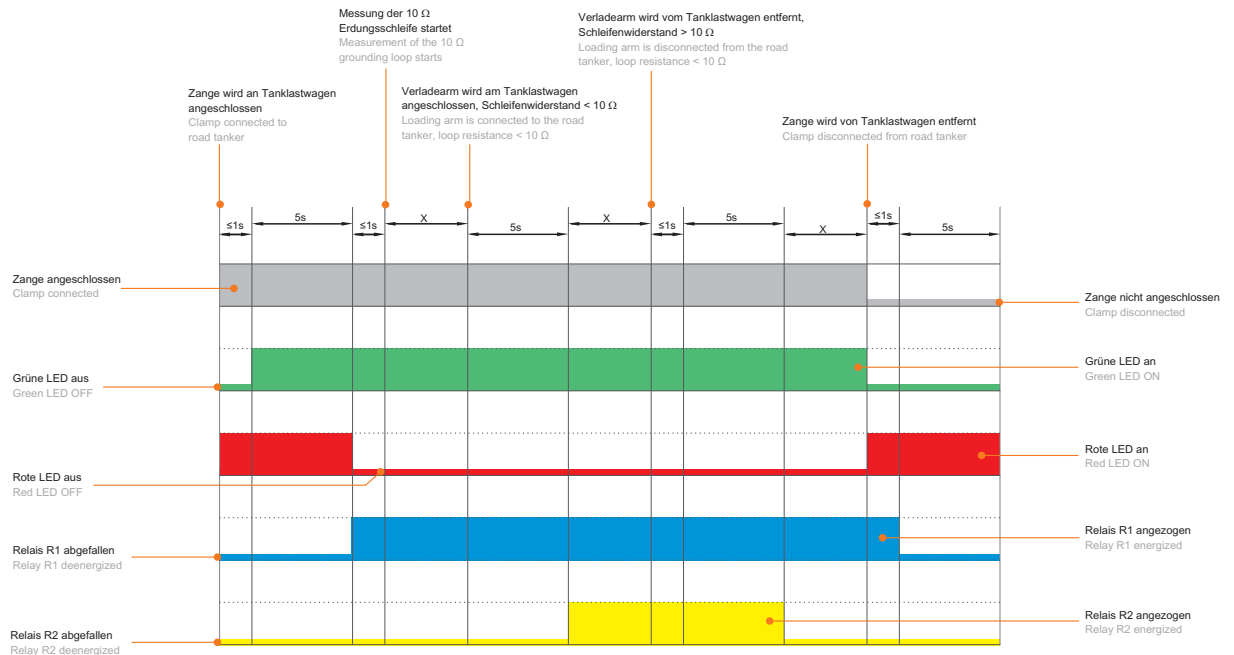 Messung der 10 Ω
Erdungsschleife startet
Measurement of the 10 Ω
grounding loop starts
Verladearm wird vom Tanklastwagen entfernt,
Schleifenwiderstand > 10 Ω
Loading arm is disconnected from the road
tanker, loop resistance < 10 Ω
Zange wird an Tanklastwagen
angeschlossen
Clamp connected to
road tanker
Verladearm wird am Tanklastwagen
angeschlossen, Schleifenwiderstand < 10 Ω
Loading arm is connected to the road
tanker, loop resistance < 10 Ω
Zange wird von Tanklastwagen entfernt
Clamp disconnected from road tanker
≤1s
5s
≤1s
X
5s
X
≤1s
5s
X
≤1s
5s
Zange angeschlossen
Clamp connected
Zange nicht angeschlossen
Clamp disconnected
Grüne LED aus
Green LED OFF
Grüne LED an
Green LED ON
Rote LED aus
Red LED OFF
Rote LED an
Red LED ON
Relais R1 abgefallen
Relay R1 deenergized
Relais R1 angezogen
Relay R1 energized
Relais R2 abgefallen
Relay R2 deenergized
Relais R2 angezogen
Relay R2 energized